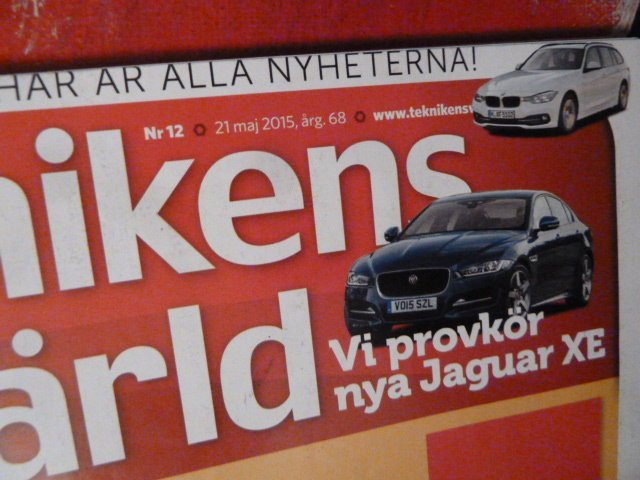 HÄR ÄR ALLA NYHETERNA!
Nr 12 21 maj 2015, årg. 68 www.teknikensv
nikens
ärld
VO15 SZL
Vi provkör
nya Jaguar XE